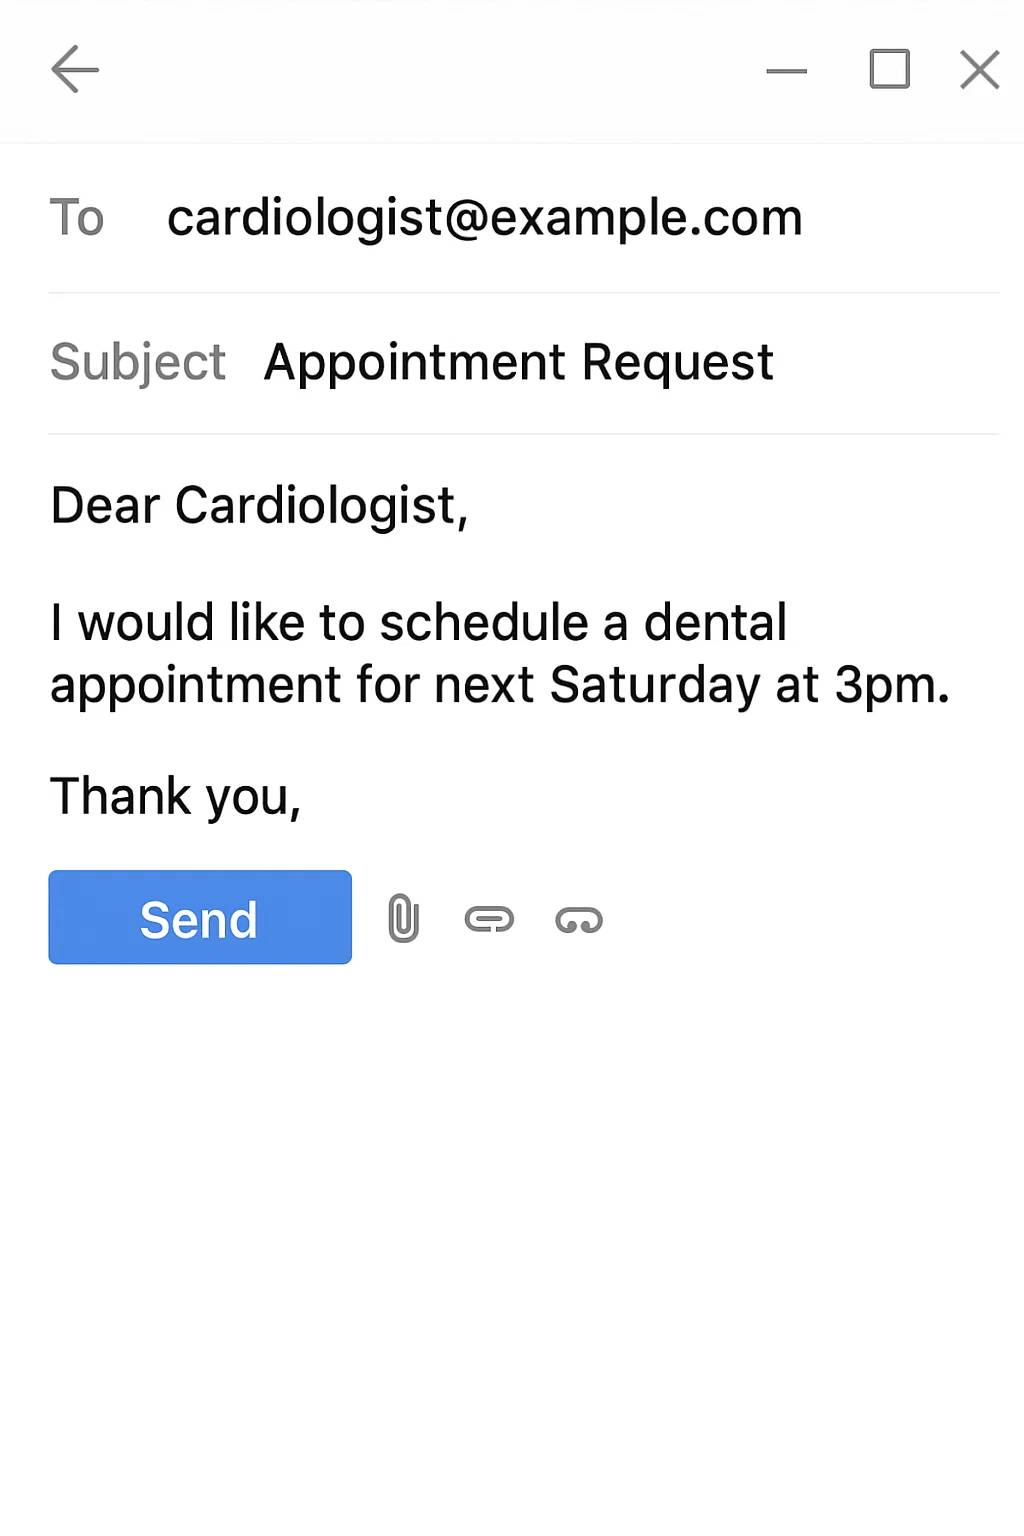 To cardiologist@example.com
Subject Appointment Request
Dear Cardiologist,
I would like to schedule a dental
appointment for next Saturday at 3pm.
Thank you,
Send